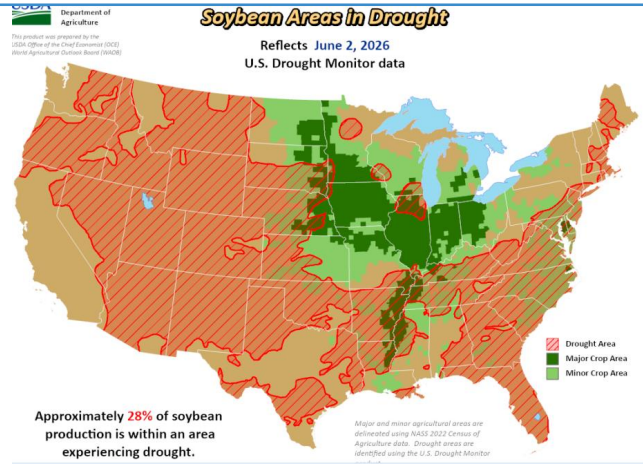 USDA
Department of
Agriculture
This product was prepared by the
USDA Office of the Chief Economist (OCE)
World Agricultural Outlook Board (WAOB)
Soybean Areas in Drought
Reflects June 2, 2026
U.S. Drought Monitor data
Drought Area
Major Crop Area
Minor Crop Area
Approximately 28% of soybean
production is within an area
experiencing drought.
Major and minor agricultural areas are
delineated using NASS 2022 Census of
Agriculture data. Drought areas are
identified using the U.S. Drought Monitor